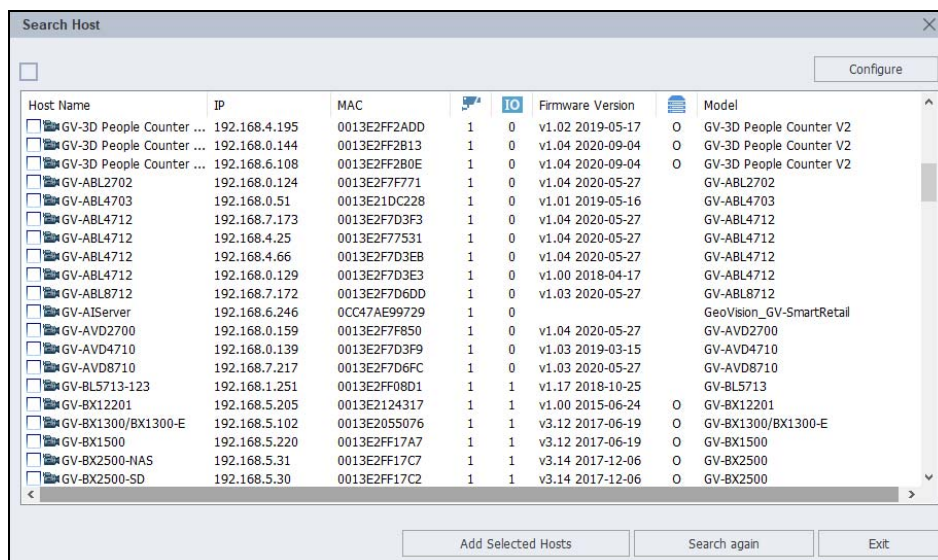 Search Host
Configure
Host Name IP MAC IO Firmware Version Model
GV-3D People Counter ... 192.168.4.195 0013E2FF2ADD 1 0 v1.02 2019-05-17 O GV-3D People Counter V2
GV-3D People Counter ... 192.168.0.144 0013E2FF2B13 1 0 v1.04 2020-09-04 O GV-3D People Counter V2
GV-3D People Counter ... 192.168.6.108 0013E2FF2B0E 1 0 v1.04 2020-09-04 O GV-3D People Counter V2
GV-ABL2702 192.168.0.124 0013E2F7F771 1 0 v1.04 2020-05-27 GV-ABL2702
GV-ABL4703 192.168.0.51 0013E21DC228 1 0 v1.01 2019-05-16 GV-ABL4703
GV-ABL4712 192.168.7.173 0013E2F7D3F3 1 0 v1.04 2020-05-27 GV-ABL4712
GV-ABL4712 192.168.4.25 0013E2F77531 1 0 v1.04 2020-05-27 GV-ABL4712
GV-ABL4712 192.168.4.66 0013E2F7D3EB 1 0 v1.04 2020-05-27 GV-ABL4712
GV-ABL4712 192.168.0.129 0013E2F7D3E3 1 0 v1.00 2018-04-17 GV-ABL4712
GV-ABL8712 192.168.7.172 0013E2F7D6DD 1 0 v1.03 2020-05-27 GV-ABL8712
GV-AIServer 192.168.6.246 0CC47AE99729 1 0 GeoVision_GV-SmartRetail
GV-AVD2700 192.168.0.159 0013E2F7F850 1 0 v1.04 2020-05-27 GV-AVD2700
GV-AVD4710 192.168.0.139 0013E2F7D3F9 1 0 v1.03 2019-03-15 GV-AVD4710
GV-AVD8710 192.168.7.217 0013E2F7D6FC 1 0 v1.03 2020-05-27 GV-AVD8710
GV-BL5713-123 192.168.1.251 0013E2FF08D1 1 1 v1.17 2018-10-25 GV-BL5713
GV-BX12201 192.168.5.205 0013E2124317 1 1 v1.00 2015-06-24 O GV-BX12201
GV-BX1300/BX1300-E 192.168.5.102 0013E2055076 1 1 v3.12 2017-06-19 O GV-BX1300/BX1300-E
GV-BX1500 192.168.5.220 0013E2FF17A7 1 1 v3.12 2017-06-19 O GV-BX1500
GV-BX2500-NAS 192.168.5.31 0013E2FF17C7 1 1 v3.14 2017-12-06 O GV-BX2500
GV-BX2500-SD 192.168.5.30 0013E2FF17C2 1 1 v3.14 2017-12-06 O GV-BX2500
Add Selected Hosts Search again Exit